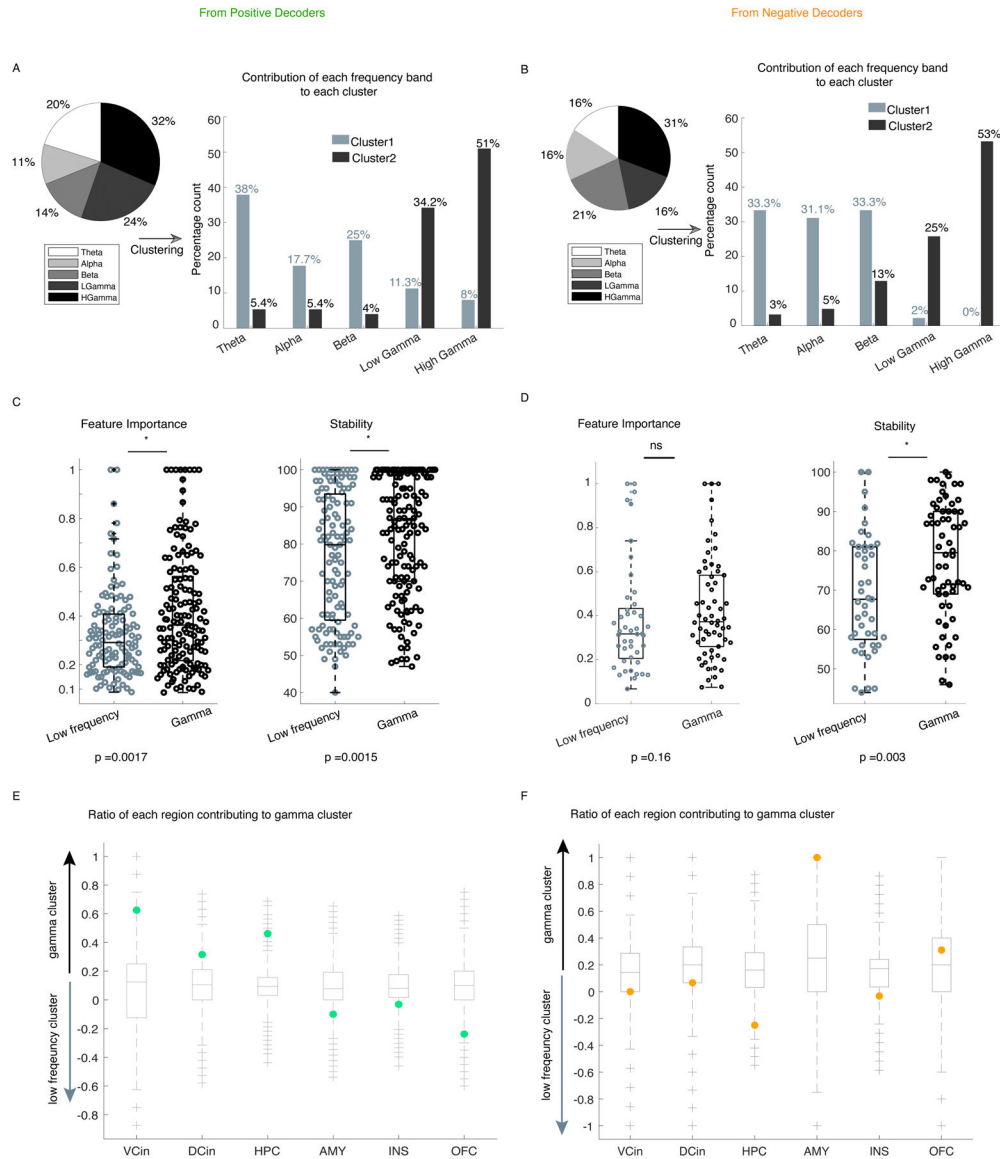 From Positive Decoders
From Negative Decoders
A
Contribution of each frequency band
to each cluster
20%
32%
11%
14%
24%
Clustering
Theta
Alpha
Beta
LGamma
HGamma
Percentage count
60
50
40
30
20
10
0
Cluster1
Cluster2
38%
5.4%
17.7%
5.4%
25%
4%
11.3%
34.2%
8%
51%
Theta
Alpha
Beta
Low Gamma
High Gamma
B
Contribution of each frequency band
to each cluster
16%
31%
16%
21%
16%
Clustering
Theta
Alpha
Beta
LGamma
HGamma
Percentage count
60
50
40
30
20
10
0
Cluster1
Cluster2
33.3%
3%
31.1%
5%
33.3%
13%
2%
25%
0%
53%
Theta
Alpha
Beta
Low Gamma
High Gamma
C
Feature Importance
*
1
0.8
0.6
0.4
0.2
0.1
Low frequency
Gamma
p =0.0017
Stability
*
100
90
80
70
60
50
40
Low frequency
Gamma
p =0.0015
D
Feature Importance
ns
1
0.8
0.6
0.4
0.2
0
Low frequency
Gamma
p =0.16
Stability
*
100
90
80
70
60
50
Low frequency
Gamma
p =0.003
E
Ratio of each region contributing to gamma cluster
gamma cluster
low freqeuncy cluster
1
0.8
0.6
0.4
0.2
0
-0.2
-0.4
-0.6
-0.8
VCin
DCin
HPC
AMY
INS
OFC
F
Ratio of each region contributing to gamma cluster
gamma cluster
low frequency cluster
1
0.8
0.6
0.4
0.2
0
-0.2
-0.4
-0.6
-0.8
-1
VCin
DCin
HPC
AMY
INS
OFC